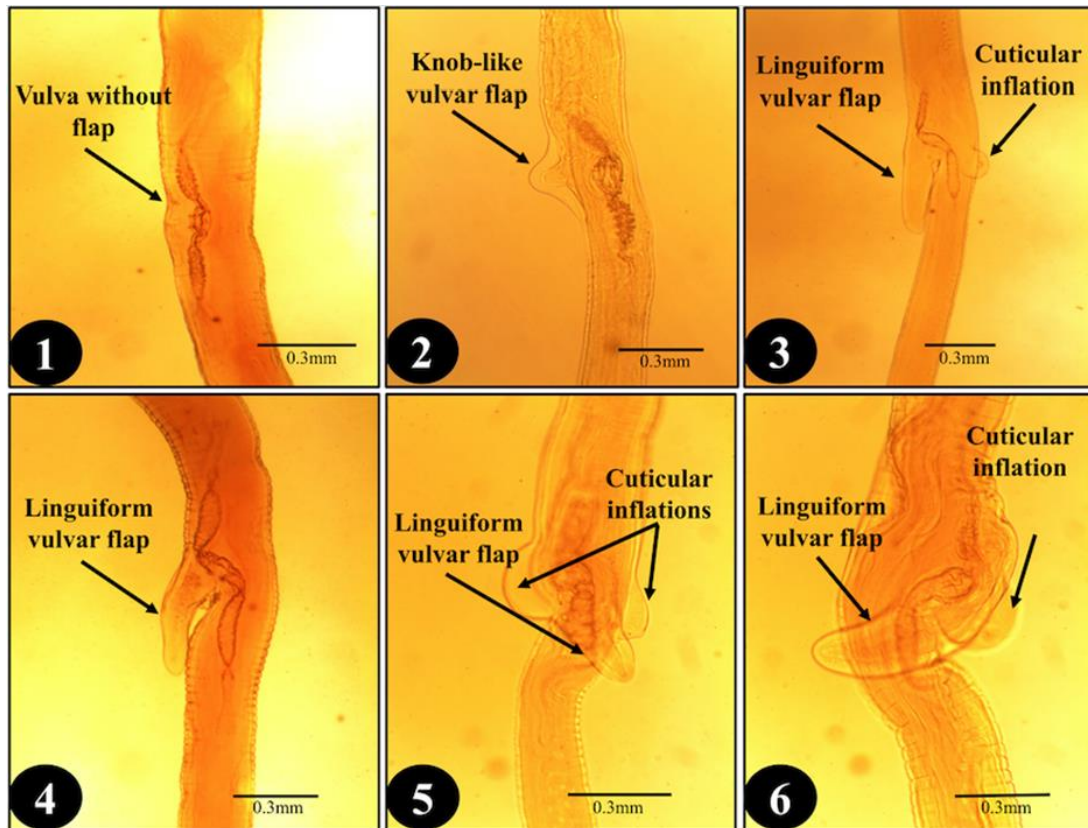 Vulva without
flap
1
0.3mm
Knob-like
vulvar flap
2
0.3mm
Linguiform
vulvar flap
Cuticular
inflation
3
0.3mm
Linguiform
vulvar flap
4
0.3mm
Cuticular
inflations
Linguiform
vulvar flap
5
0.3mm
Cuticular
inflation
Linguiform
vulvar flap
6
0.3mm